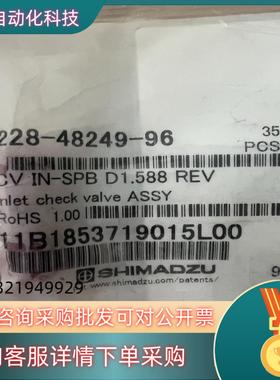 自动化科技
228-48249-96
35
PCS
CV IN-SPB D1.588 REV
nlet check valve ASSY
RoHS 1.00
11B1853719015L00
SHIMADZU
www.shimadzu.com/patents/
9
821949929
咨询采购批发可对公开票
客服详情下单采购